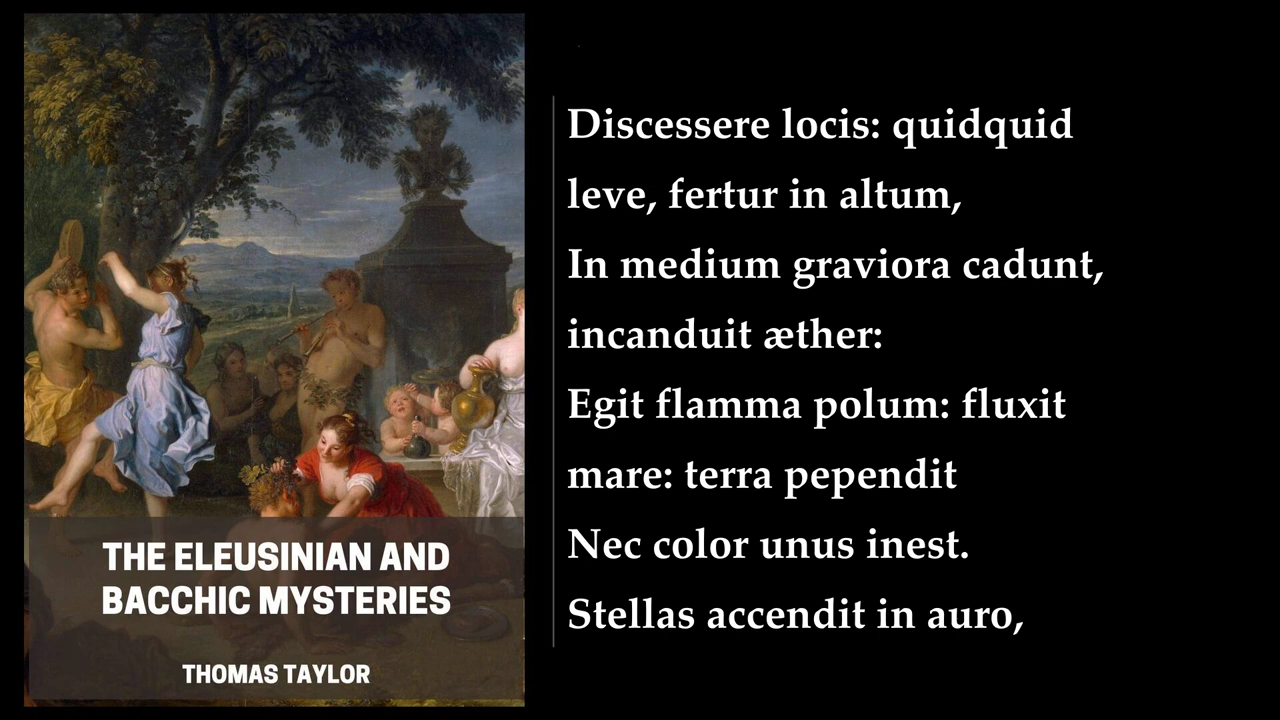 THE ELEUSINIAN AND
BACCHIC MYSTERIES
THOMAS TAYLOR
Discessere locis: quidquid
leve, fertur in altum,
In medium graviora cadunt,
incanduit æther:
Egit flamma polum: fluxit
mare: terra pependit
Nec color unus inest.
Stellas accendit in auro,